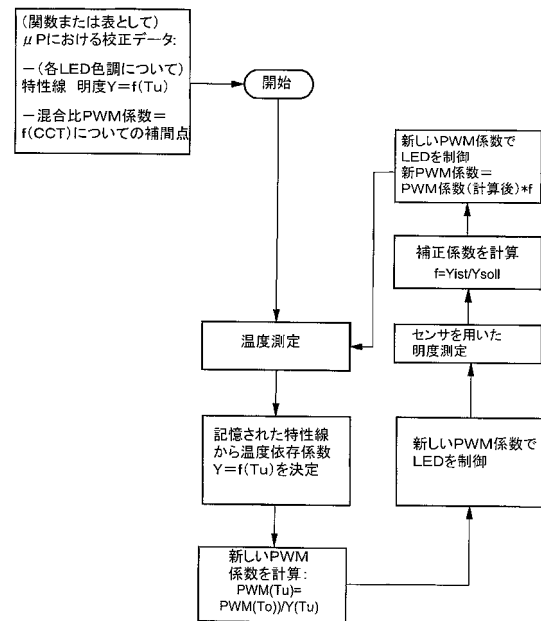 (関数または表として)
μPにおける校正データ:
−(各LED色調について)
特性線 明度Y=f(Tu)
−混合比PWM係数=
f(CCT)についての補間点
開始
温度測定
記憶された特性線
から温度依存係数
Y=f(Tu)を決定
新しいPWM
係数を計算:
PWM(Tu)=
PWM(To))/Y(Tu)
新しいPWM係数で
LEDを制御
センサを用いた
明度測定
補正係数を計算
f=Yist/Ysoll
新しいPWM係数で
LEDを制御
新PWM係数=
PWM係数(計算後)*f